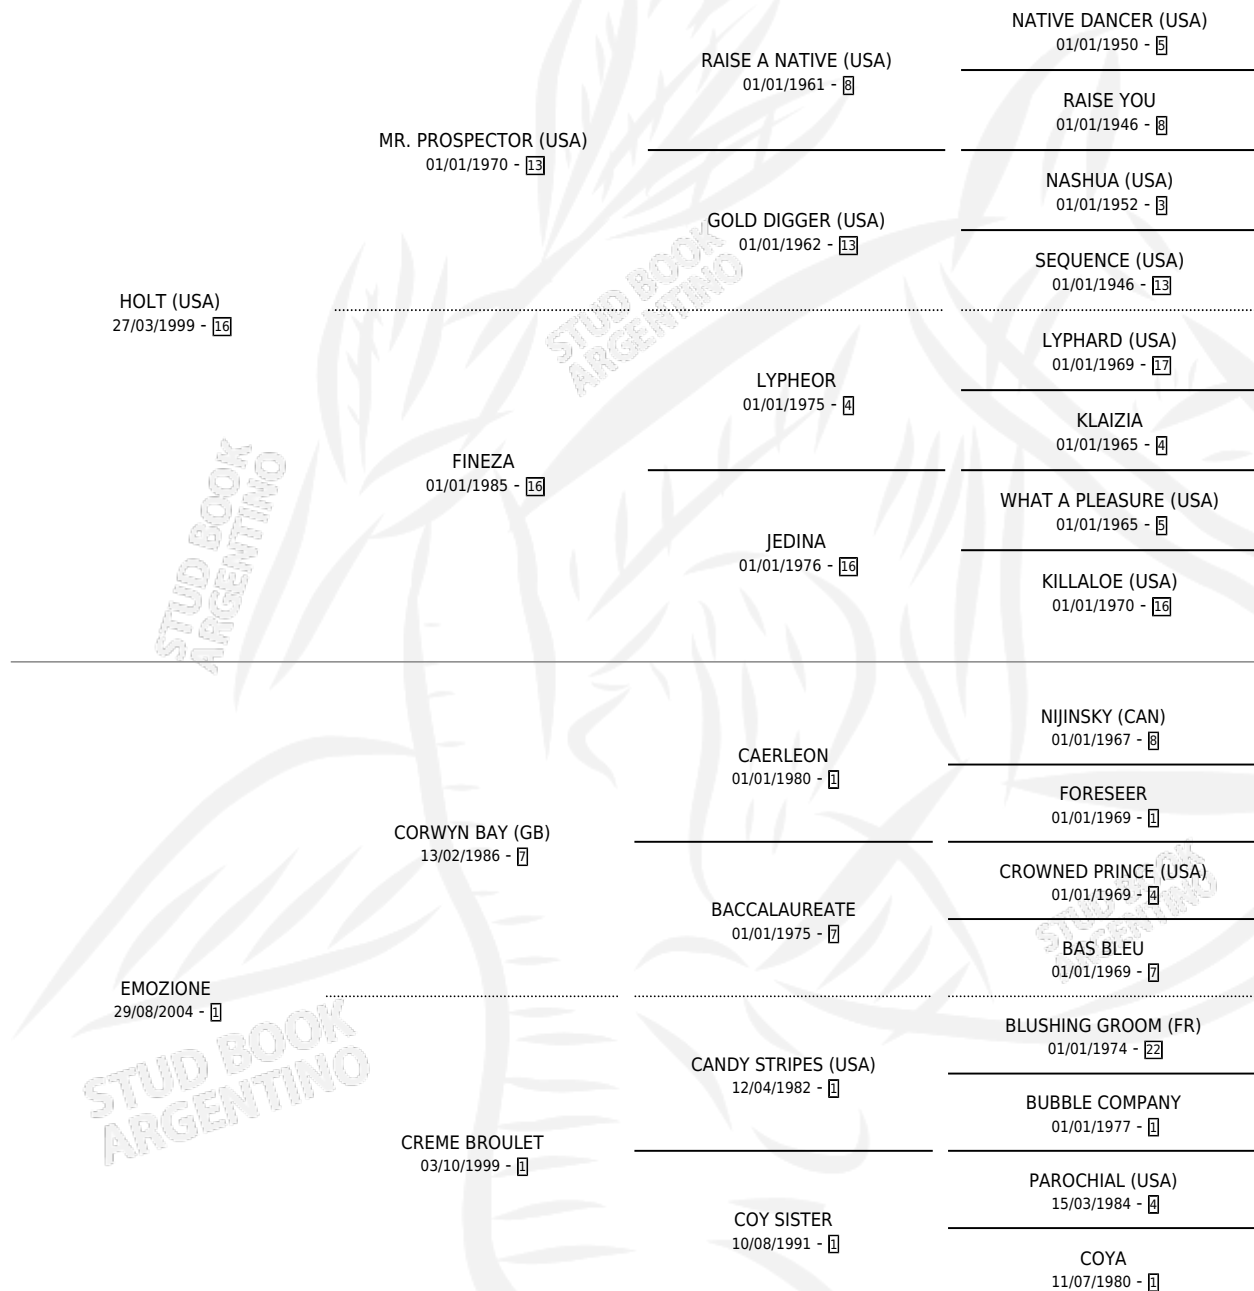 NATIVE DANCER (USA)
01/01/1950 - 5
RAISE A NATIVE (USA)
01/01/1961 - 8
RAISE YOU
01/01/1946 - 8
MR. PROSPECTOR (USA)
01/01/1970 - 13
NASHUA (USA)
01/01/1952 - 3
GOLD DIGGER (USA)
01/01/1962 - 13
SEQUENCE (USA)
01/01/1946 - 13
HOLT (USA)
27/03/1999 - 16
STUD BOOK
ARGENTINO
LYPHARD (USA)
01/01/1969 - 17
LYPHEOR
01/01/1975 - 4
KLAIZIA
01/01/1965 - 4
FINEZA
01/01/1985 - 16
WHAT A PLEASURE (USA)
01/01/1965 - 5
JEDINA
01/01/1976 - 16
KILLALOE (USA)
01/01/1970 - 16
STUD BOOK
ARGENTINO
NIJINSKY (CAN)
01/01/1967 - 8
CAERLEON
01/01/1980 - 1
FORESEER
01/01/1969 - 1
CORWYN BAY (GB)
13/02/1986 - 7
CROWNED PRINCE (USA)
01/01/1969 - 4
BACCALAUREATE
01/01/1975 - 7
BAS BLEU
01/01/1969 - 7
STUD BOOK
ARGENTINO
EMOZIONE
29/08/2004 - 1
BLUSHING GROOM (FR)
01/01/1974 - 22
CANDY STRIPES (USA)
12/04/1982 - 1
BUBBLE COMPANY
01/01/1977 - 1
STUD BOOK
ARGENTINO
CREME BROULET
03/10/1999 - 1
PAROCHIAL (USA)
15/03/1984 - 4
COY SISTER
10/08/1991 - 1
COYA
11/07/1980 - 1